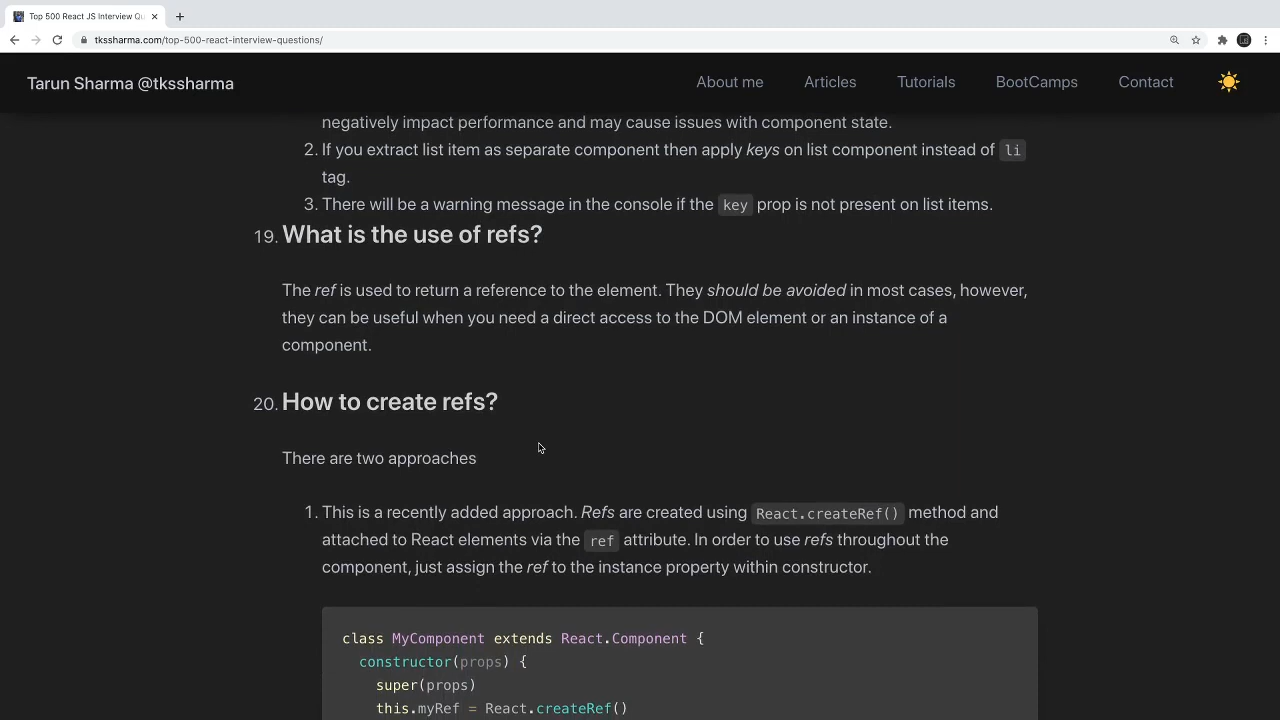 Top 500 React JS Interview Qu
tkssharma.com/top-500-react-interview-questions/
Tarun Sharma @tkssharma
About me
Articles
Tutorials
BootCamps
Contact
negatively impact performance and may cause issues with component state.
2. If you extract list item as separate component then apply keys on list component instead of li
tag.
3. There will be a warning message in the console if the key prop is not present on list items.
19. What is the use of refs?
The ref is used to return a reference to the element. They should be avoided in most cases, however,
they can be useful when you need a direct access to the DOM element or an instance of a
component.
20. How to create refs?
There are two approaches
1. This is a recently added approach. Refs are created using React.createRef() method and
attached to React elements via the ref attribute. In order to use refs throughout the
component, just assign the ref to the instance property within constructor.
class MyComponent extends React.Component {
constructor(props) {
super(props)
this.myRef = React.createRef()